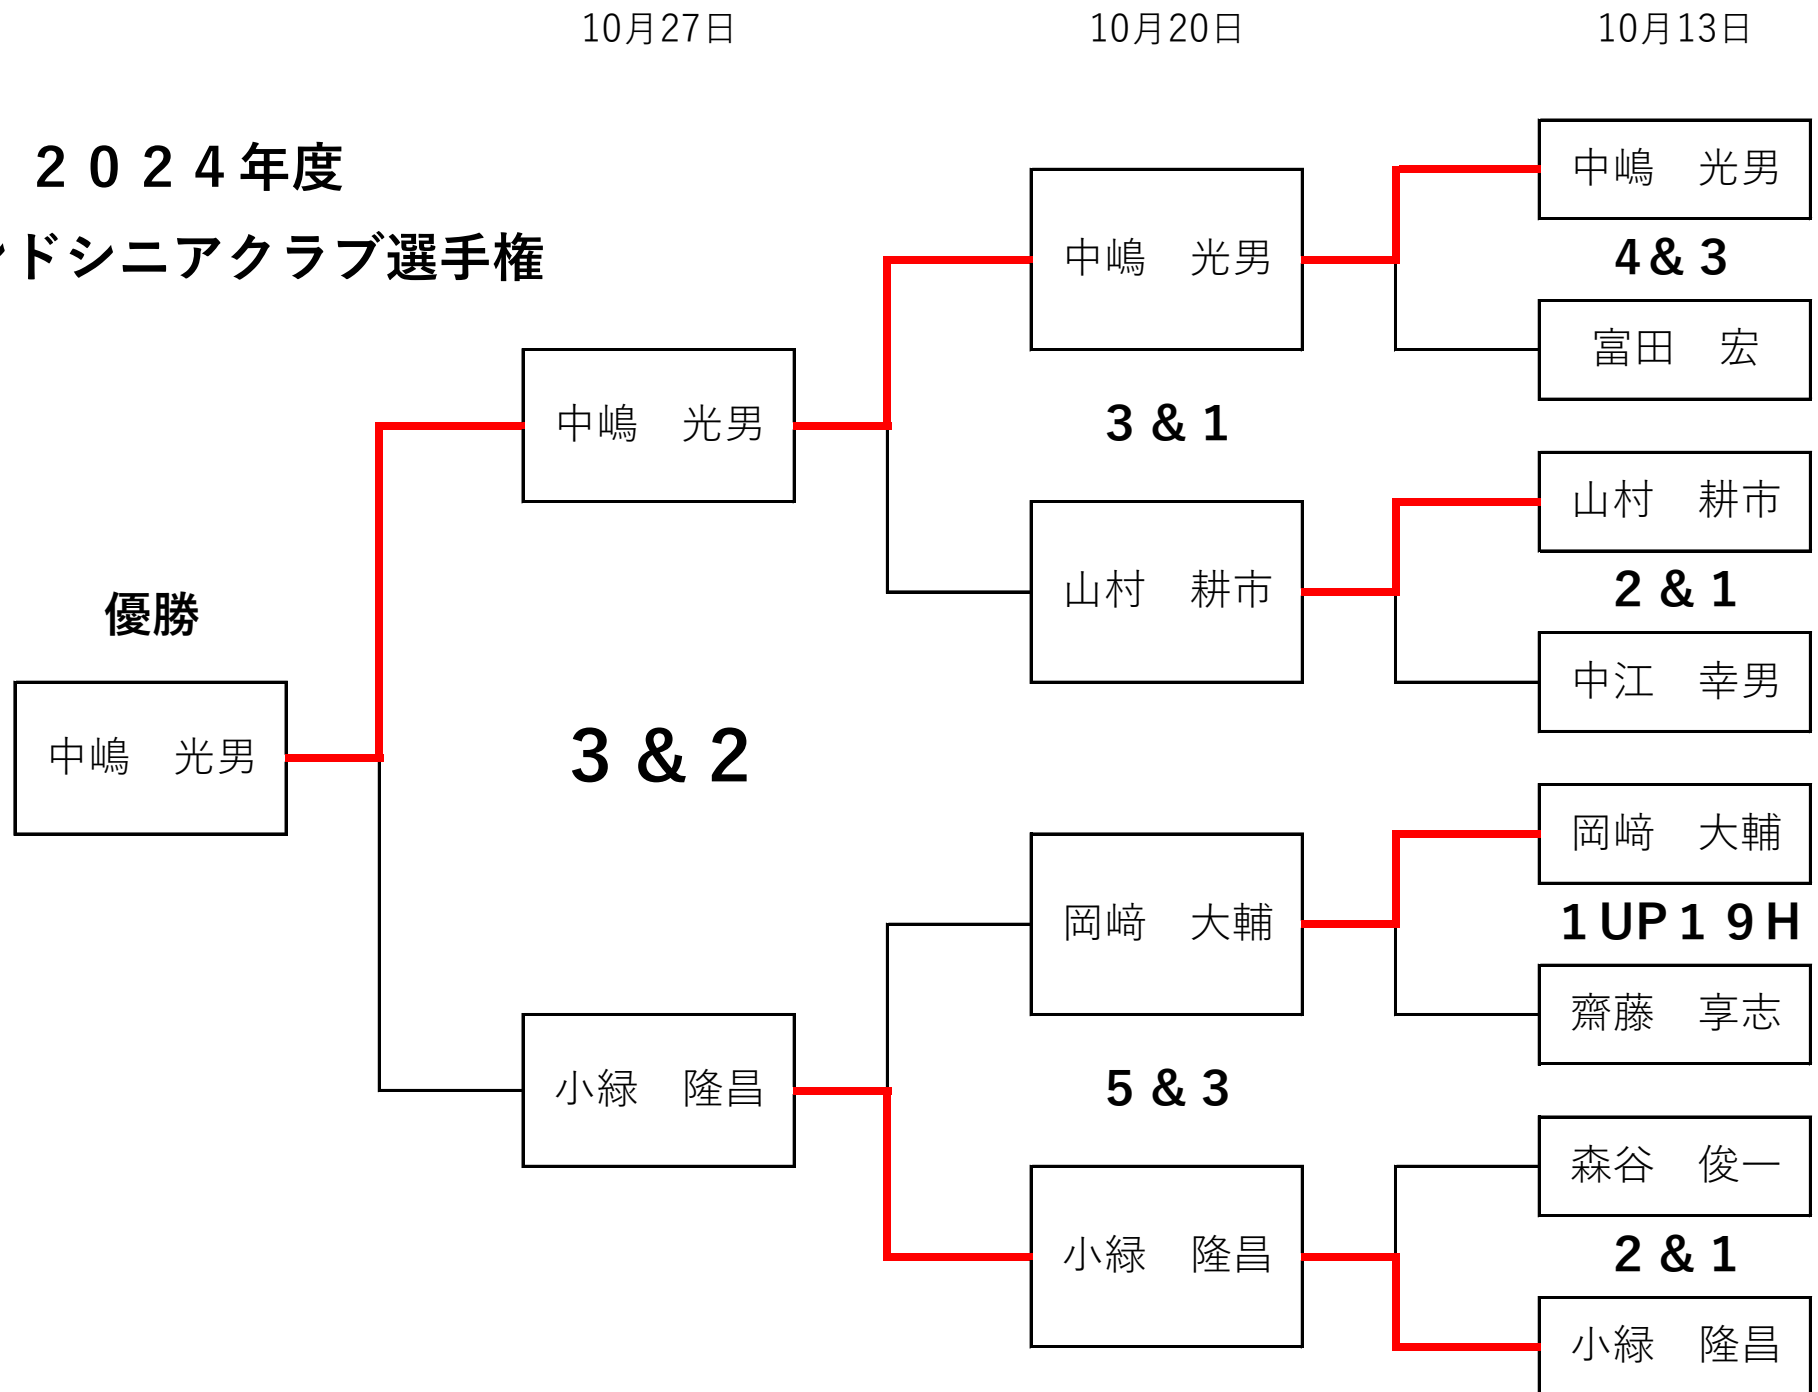 10月27日　10月20日　10月13日
２０２４年度
ンドシニアクラブ選手権
優勝
中嶋　光男
中嶋　光男
３＆２
小緑　隆昌
中嶋　光男
３＆１
山村　耕市
岡﨑　大輔
５＆３
小緑　隆昌
中嶋　光男
４＆３
富田　宏
山村　耕市
２＆１
中江　幸男
岡﨑　大輔
１UP１９H
齋藤　享志
森谷　俊一
２＆１
小緑　隆昌